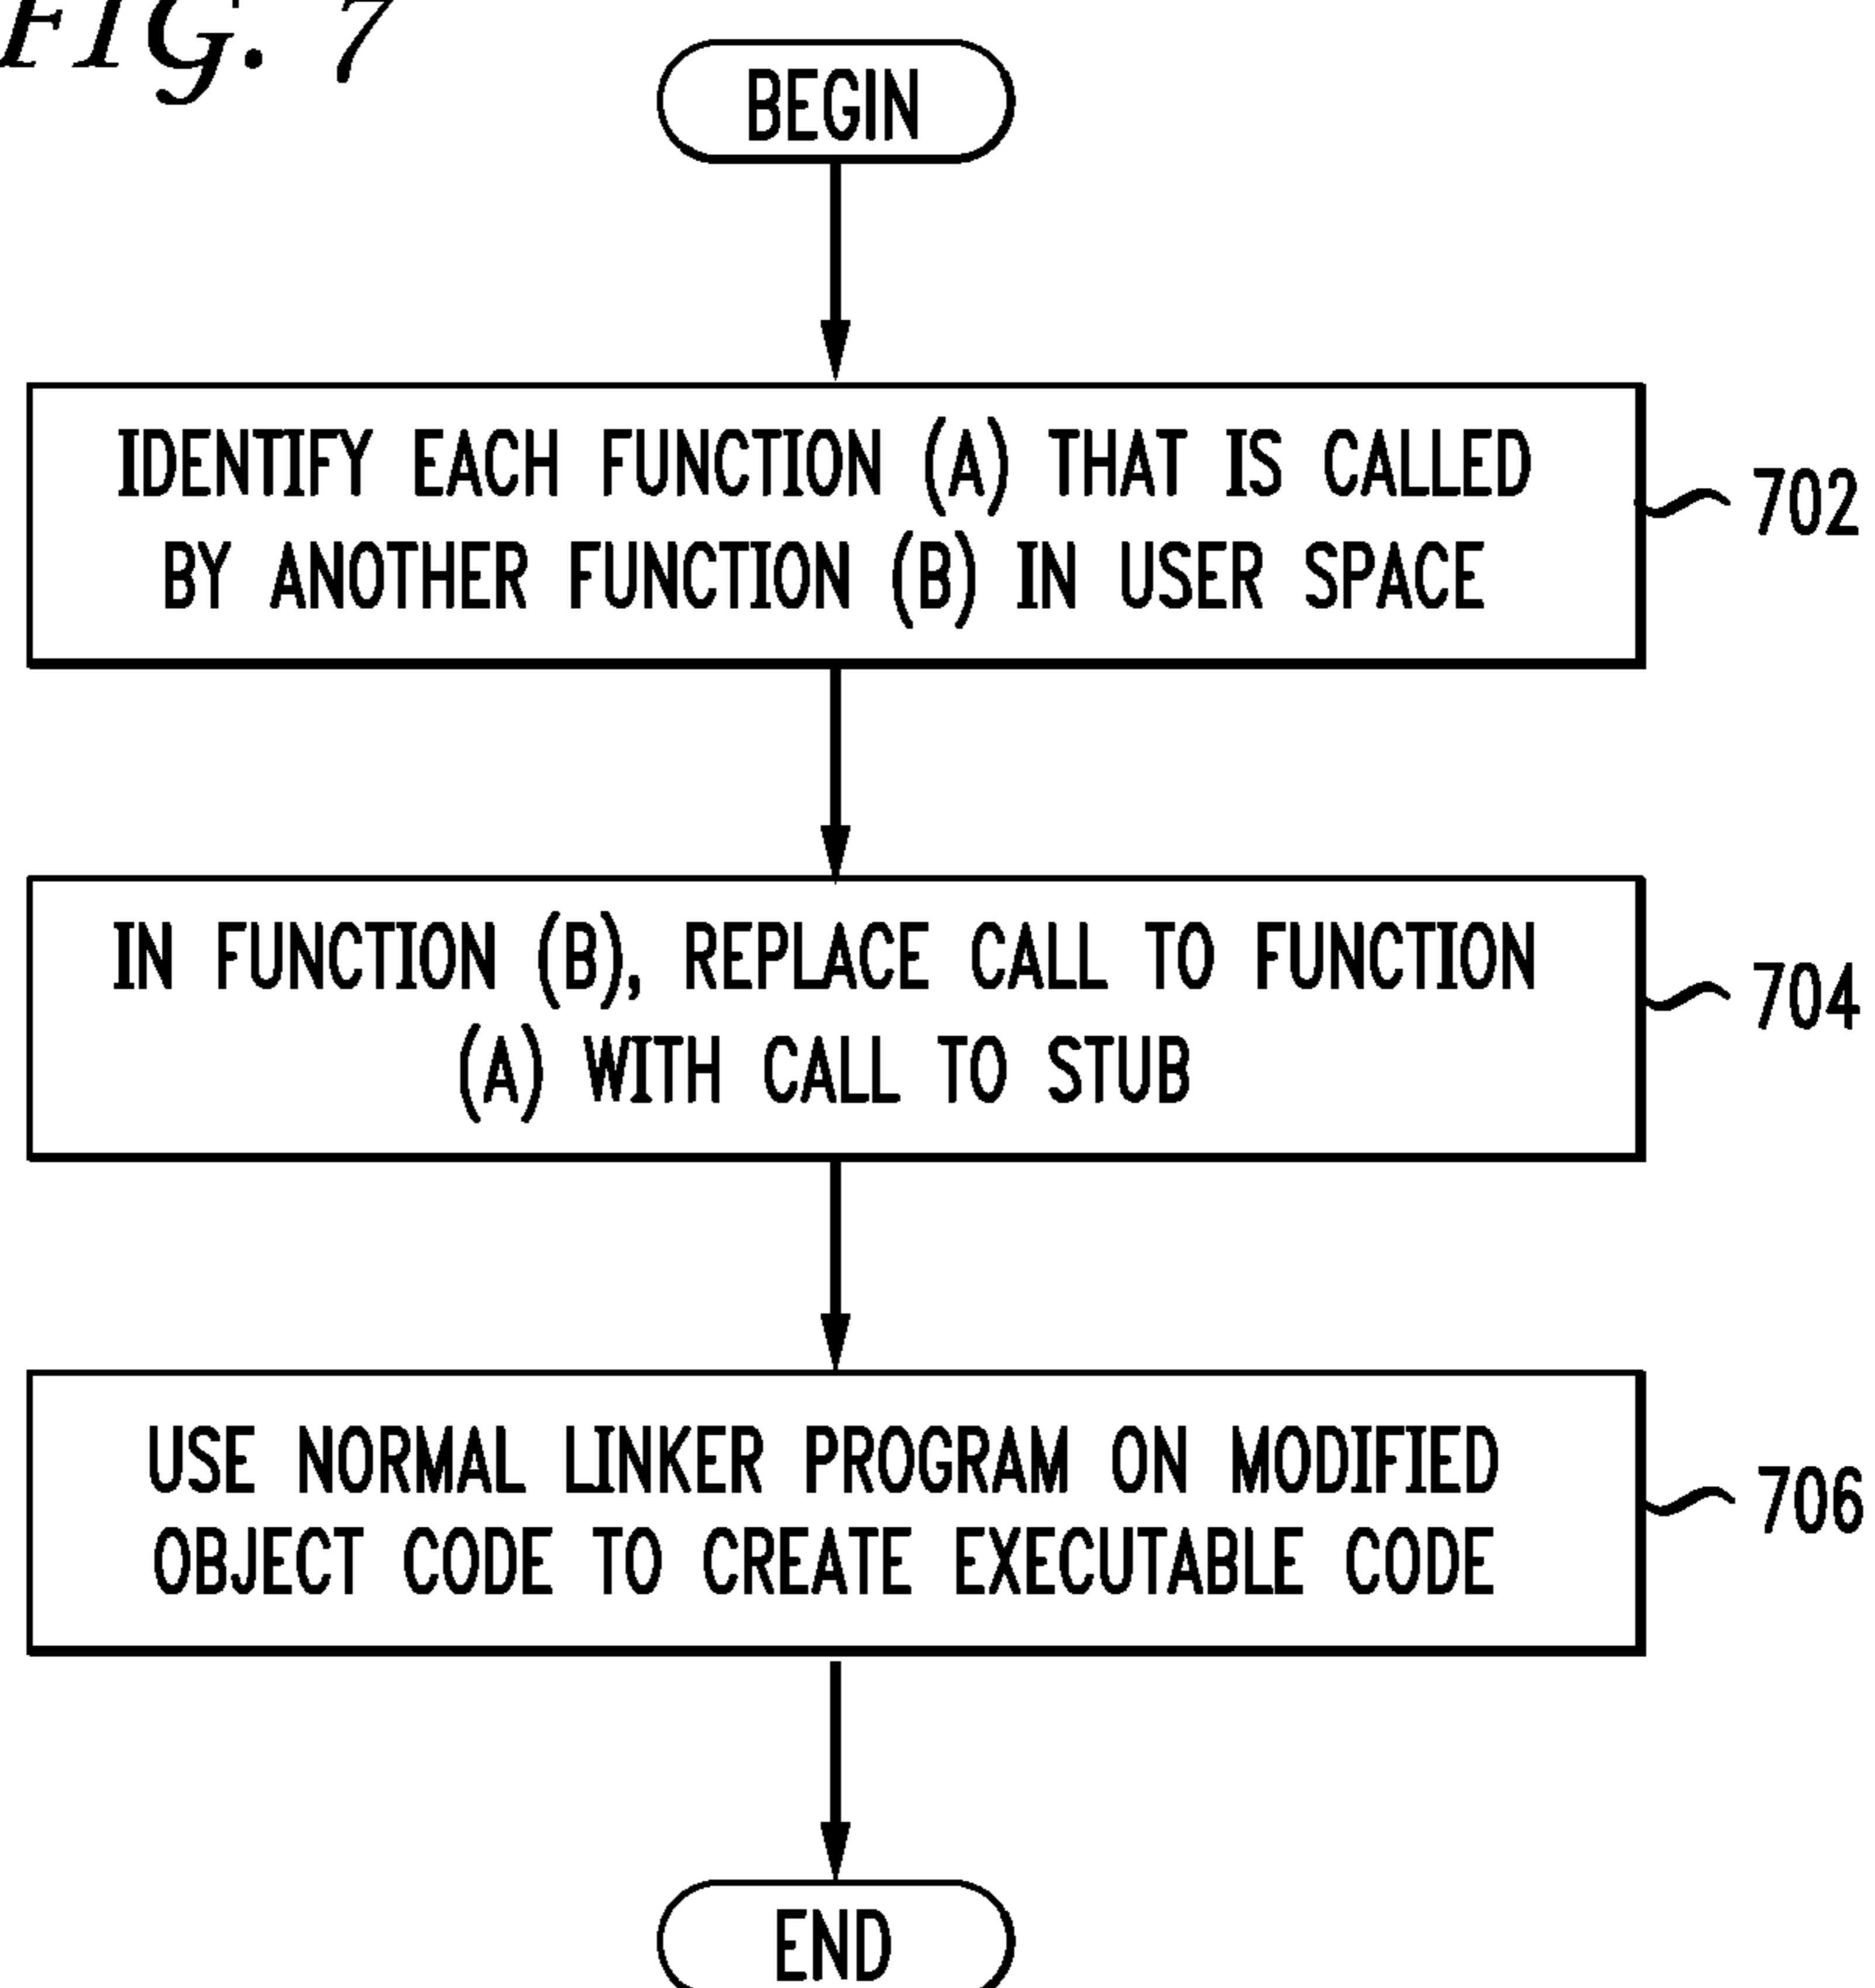 FIG. 7
BEGIN
IDENTIFY EACH FUNCTION (A) THAT IS CALLED
BY ANOTHER FUNCTION (B) IN USER SPACE
702
IN FUNCTION (B), REPLACE CALL TO FUNCTION
(A) WITH CALL TO STUB
704
USE NORMAL LINKER PROGRAM ON MODIFIED
OBJECT CODE TO CREATE EXECUTABLE CODE
706
END